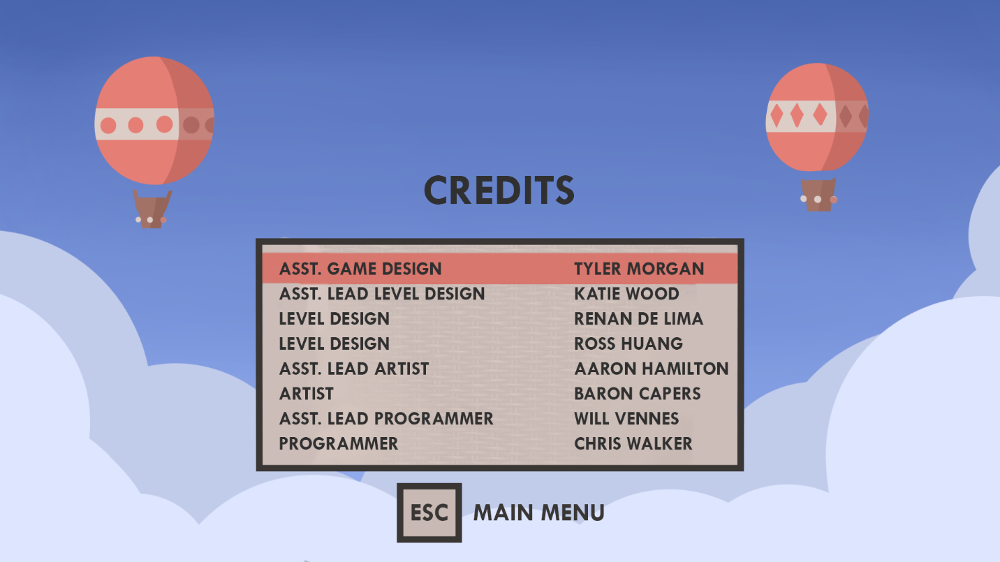 CREDITS
ASST. GAME DESIGN TYLER MORGAN
ASST. LEAD LEVEL DESIGN KATIE WOOD
LEVEL DESIGN RENAN DE LIMA
LEVEL DESIGN ROSS HUANG
ASST. LEAD ARTIST AARON HAMILTON
ARTIST BARON CAPERS
ASST. LEAD PROGRAMMER WILL VENNES
PROGRAMMER CHRIS WALKER
ESC MAIN MENU